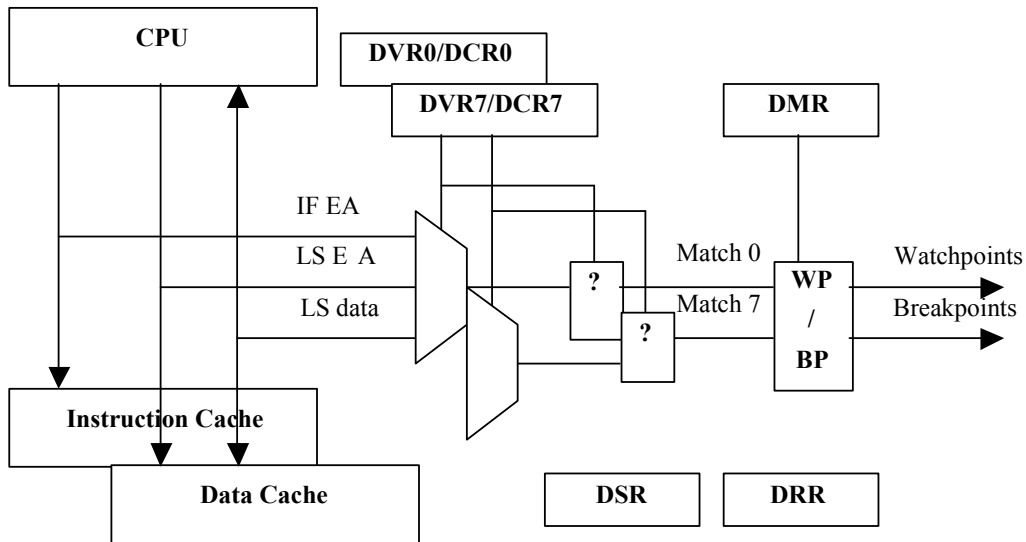 CPU
DVR0/DCR0
DVR7/DCR7
DMR
IF EA
LS E A
LS data
?
?
Match 0
Match 7
WP
/
BP
Watchpoints
Breakpoints
Instruction Cache
Data Cache
DSR
DRR